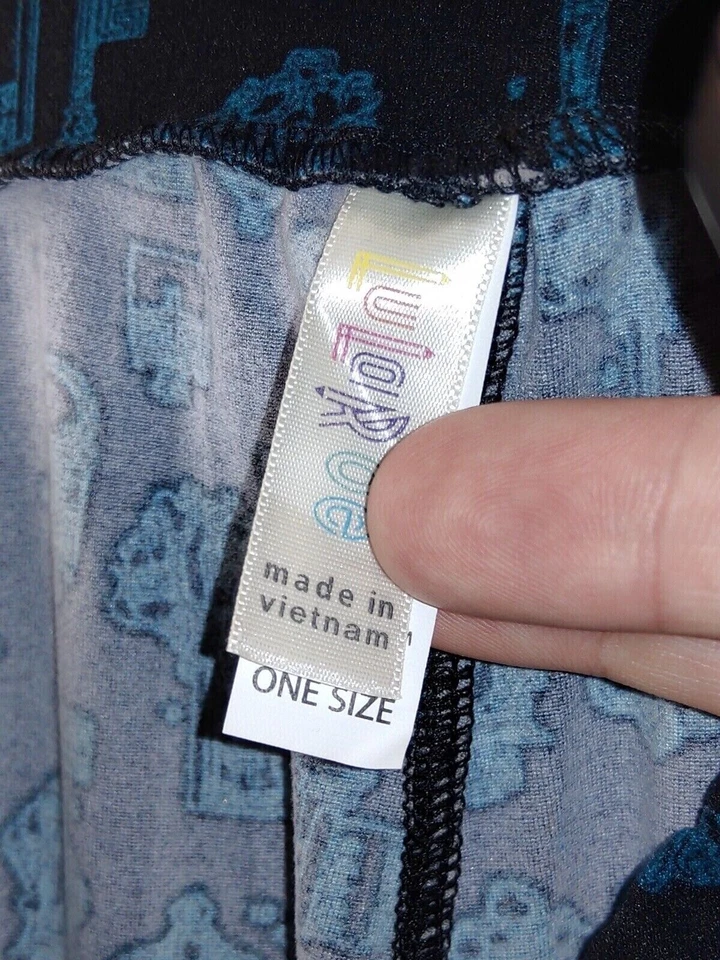 LuLaRoe
made in
vietnam
ONE SIZE